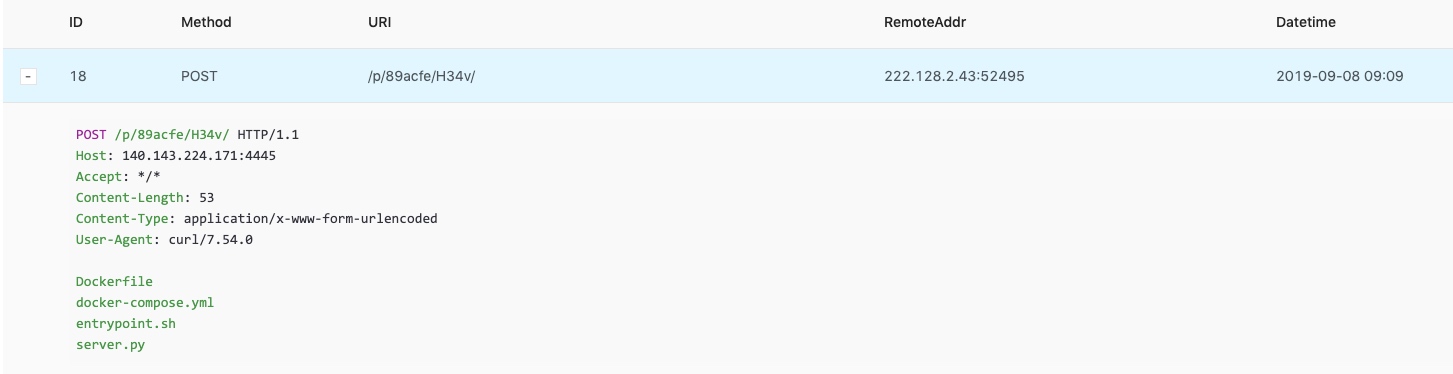 ID Method URI RemoteAddr Datetime
- 18 POST /p/89acfe/H34v/ 222.128.2.43:52495 2019-09-08 09:09
POST /p/89acfe/H34v/ HTTP/1.1
Host: 140.143.224.171:4445
Accept: */*
Content-Length: 53
Content-Type: application/x-www-form-urlencoded
User-Agent: curl/7.54.0
Dockerfile
docker-compose.yml
entrypoint.sh
server.py